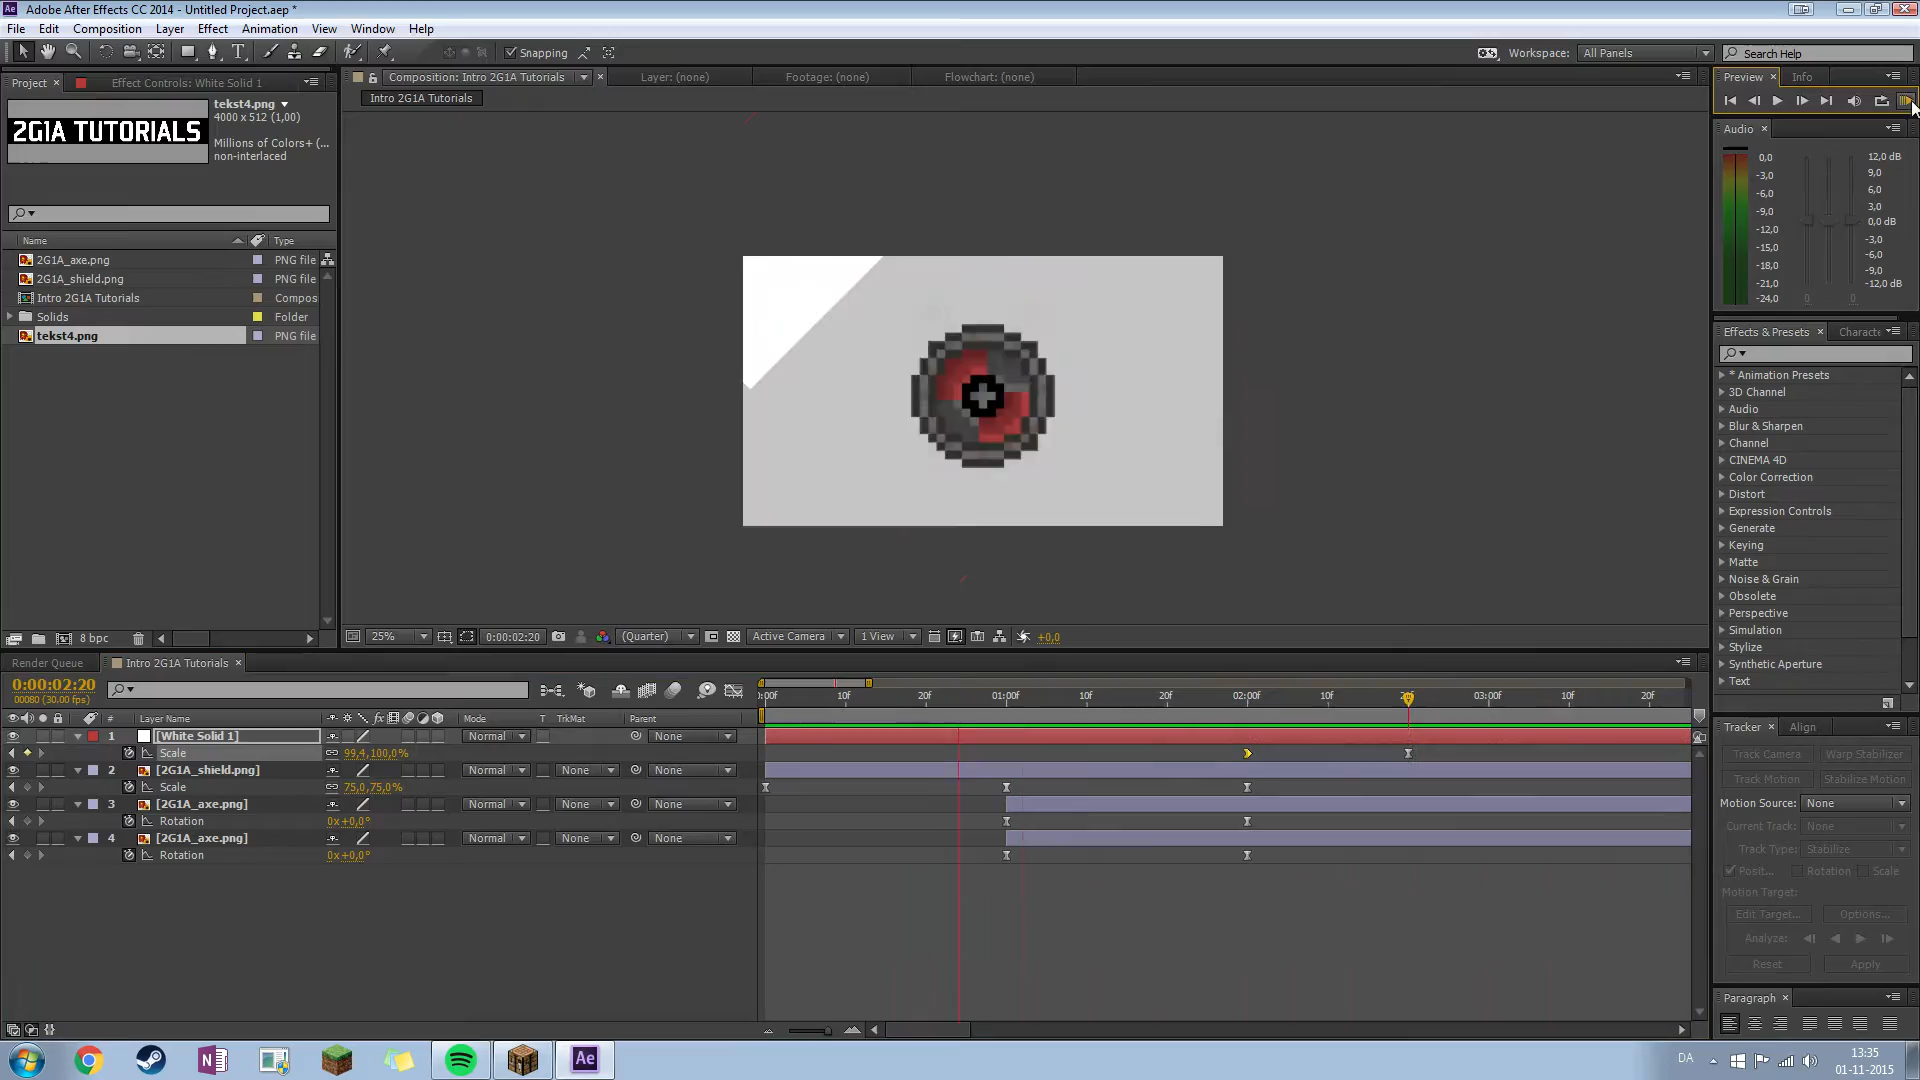 Adobe After Effects CC 2014 - Untitled Project.aep *
File Edit Composition Layer Effect Animation View Window Help
Snapping
Workspace: All Panels
Search Help
Project Effect Controls: White Solid 1
Composition: Intro 2G1A Tutorials Layer: (none) Footage: (none) Flowchart: (none)
Preview Info
tekst4.png
4000 x 512 (1,00)
2G1A TUTORIALS
Millions of Colors+ (...
non-interlaced
Intro 2G1A Tutorials
Audio
0,0 12,0 dB
-3,0 9,0
-6,0 6,0
-9,0 3,0
-12,0 0,0 dB
-15,0 -3,0
-18,0 -6,0
-21,0 -9,0
-24,0 0 0 -12,0 dB
Name Type
2G1A_axe.png PNG file
2G1A_shield.png PNG file
Intro 2G1A Tutorials Compos
Solids Folder
tekst4.png PNG file
Effects & Presets Characte
* Animation Presets
3D Channel
Audio
Blur & Sharpen
Channel
CINEMA 4D
Color Correction
Distort
Expression Controls
Generate
Keying
Matte
Noise & Grain
Obsolete
Perspective
Simulation
Stylize
Synthetic Aperture
Text
8 bpc
25% 0:00:02:20 (Quarter) Active Camera 1 View +0,0
Render Queue Intro 2G1A Tutorials
0:00:02:20
00080 (30.00 fps)
:00f 10f 20f 01:00f 10f 20f 02:00f 10f 03:00f 10f 20f
# Layer Name Mode T TrkMat Parent
1 [White Solid 1] Normal None
Scale 99,4,100,0%
2 [2G1A_shield.png] Normal None None
Scale 75,0,75,0%
3 [2G1A_axe.png] Normal None None
Rotation 0x+0,0°
4 [2G1A_axe.png] Normal None None
Rotation 0x+0,0°
Tracker Align
Track Camera Warp Stabilizer
Track Motion Stabilize Motion
Motion Source: None
Current Track: None
Track Type: Stabilize
Posit... Rotation Scale
Motion Target:
Edit Target... Options...
Analyze:
Reset Apply
Paragraph
Ae
DA
13:35
01-11-2015